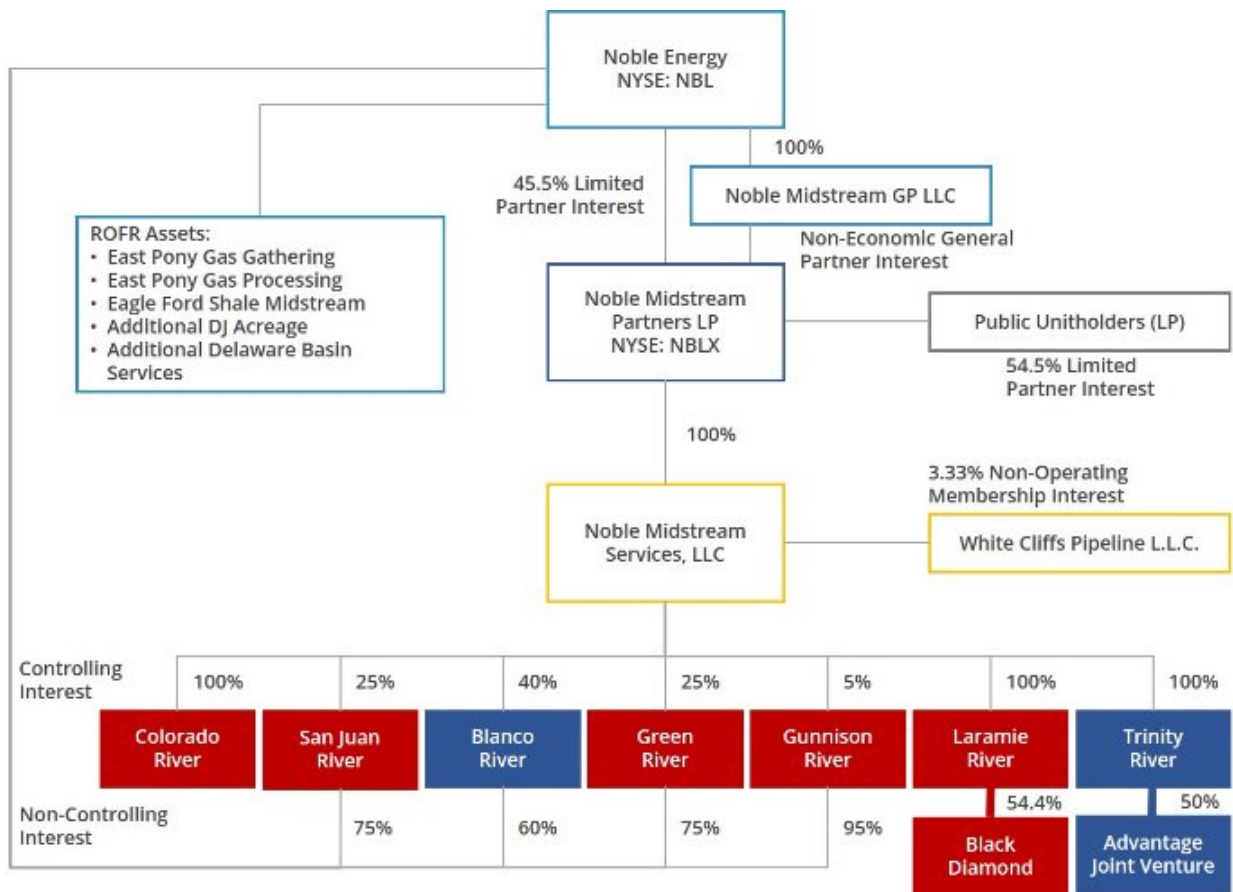 Noble Energy
NYSE: NBL
100%
45.5% Limited
Partner Interest
Noble Midstream GP LLC
Non-Economic General
Partner Interest
ROFR Assets:
• East Pony Gas Gathering
• East Pony Gas Processing
• Eagle Ford Shale Midstream
• Additional DJ Acreage
• Additional Delaware Basin
Services
Noble Midstream
Partners LP
NYSE: NBLX
Public Unitholders (LP)
54.5% Limited
Partner Interest
100%
3.33% Non-Operating
Membership Interest
Noble Midstream
Services, LLC
White Cliffs Pipeline L.L.C.
Controlling
Interest
100%
25%
40%
25%
5%
100%
100%
Colorado
River
San Juan
River
Blanco
River
Green
River
Gunnison
River
Laramie
River
Trinity
River
Non-Controlling
Interest
75%
60%
75%
95%
54.4%
50%
Black
Diamond
Advantage
Joint Venture